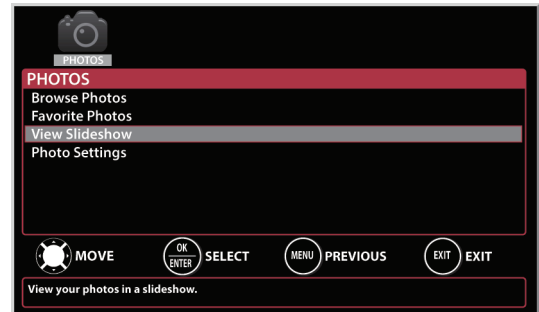 PHOTOS
PHOTOS
Browse Photos
Favorite Photos
View Slideshow
Photo Settings
MOVE OK ENTER SELECT MENU PREVIOUS EXIT EXIT
View your photos in a slideshow.